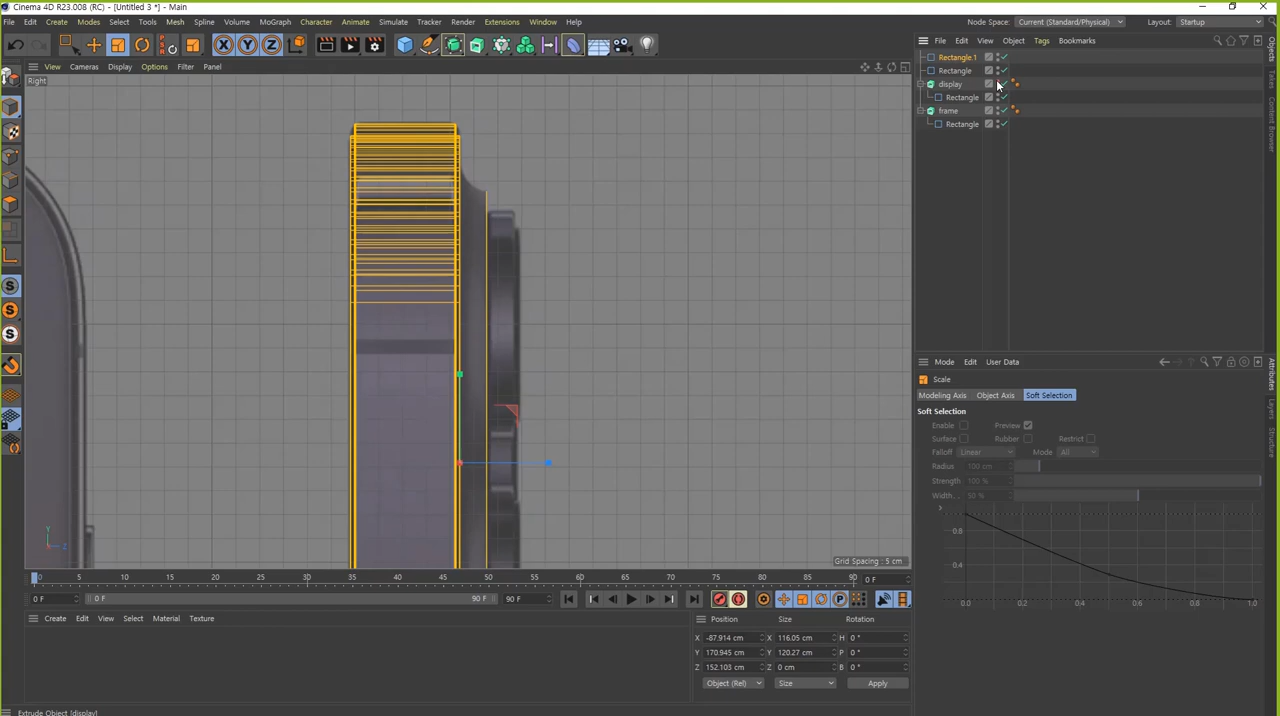 Cinema 4D R23.008 (RC) - [Untitled 3 *] - Main
File Create Modes Select Tools Mesh Spline Volume MoGraph Character Animate Simulate Tracker Render Extensions Window Help Node Space: Current (Standard/Physical) Layout: Startup
File Edit View Object Tags Bookmarks
Rectangle.1
Rectangle
display
Rectangle
frame
Rectangle
View Cameras Display Options Filter Panel
Right
Grid Spacing : 5 cm
Y
Z
Objects
Takes
Content Browser
Mode Edit User Data
Scale
Modeling Axis Object Axis Soft Selection
Soft Selection
Enable Preview
Surface Rubber Restrict
Falloff Linear Mode All
Radius 100 cm
Strength 100 %
Width.. 50 %
0.8
0.4
0.0 0.2 0.4 0.6 0.8 1.0
Attributes
Layers
Structure
0 5 10 15 20 25 30 35 40 45 50 55 60 65 70 75 80 85 90 0 F
0 F 0 F 90 F 90 F
Create Edit View Select Material Texture
Position Size Rotation
X -87.914 cm X 116.05 cm H 0 °
Y 170.945 cm Y 120.27 cm P 0 °
Z 152.103 cm Z 0 cm B 0 °
Object (Rel) Size Apply
Extrude Object [display]